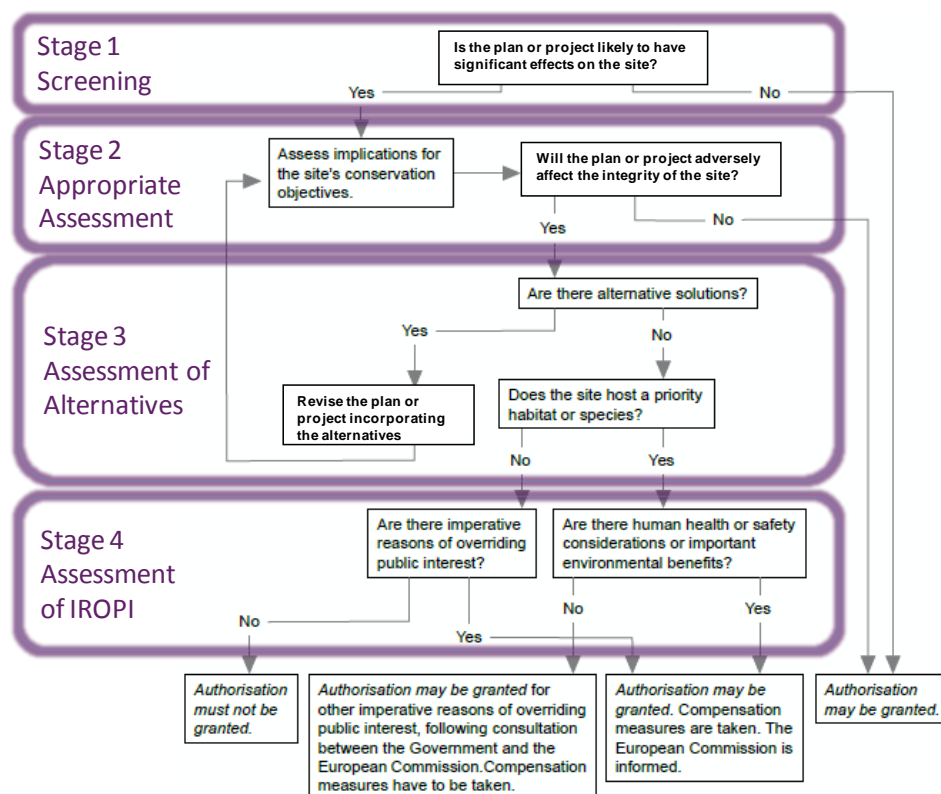 Stage 1
Screening
Is the plan or project likely to have
significant effects on the site?
Yes
No
Stage 2
Appropriate
Assessment
Assess implications for
the site's conservation
objectives.
Will the plan or project adversely
affect the integrity of the site?
No
Yes
Stage 3
Assessment of
Alternatives
Are there alternative solutions?
Yes
No
Revise the plan or
project incorporating
the alternatives
Does the site host a priority
habitat or species?
No
Yes
Stage 4
Assessment
of IROPI
Are there imperative
reasons of overriding
public interest?
Are there human health or safety
considerations or important
environmental benefits?
No
Yes
No
Yes
Authorisation
must not be
granted.
Authorisation may be granted for
other imperative reasons of overriding
public interest, following consultation
between the Government and the
European Commission.Compensation
measures have to be taken.
Authorisation may be
granted. Compensation
measures are taken. The
European Commission is
informed.
Authorisation
may be granted.